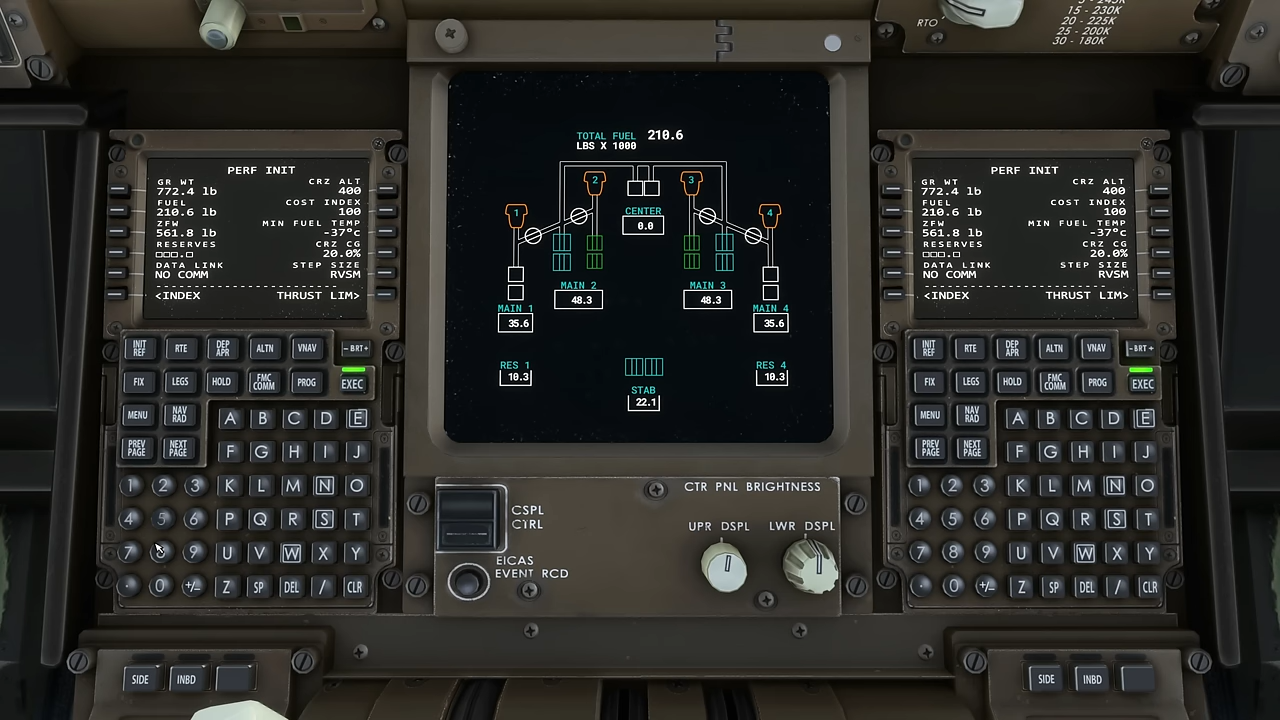 RTO
5 - 245K
15 - 230K
20 - 225K
25 - 200K
30 - 180K
PERF INIT
GR WT CRZ ALT
772.4 lb 400
FUEL COST INDEX
210.6 lb 100
ZFW MIN FUEL TEMP
561.8 lb -37°c
RESERVES CRZ CG
□□□.□ 20.0%
DATA LINK STEP SIZE
NO COMM RVSM
<INDEX THRUST LIM>
TOTAL FUEL 210.6
LBS X 1000
2 3
1 4
CENTER
0.0
MAIN 2 MAIN 3
48.3 48.3
MAIN 1 MAIN 4
35.6 35.6
RES 1 RES 4
10.3 10.3
STAB
22.1
PERF INIT
GR WT CRZ ALT
772.4 lb 400
FUEL COST INDEX
210.6 lb 100
ZFW MIN FUEL TEMP
561.8 lb -37°c
RESERVES CRZ CG
□□□.□ 20.0%
DATA LINK STEP SIZE
NO COMM RVSM
<INDEX THRUST LIM>
INIT REF RTE DEP APR ALTN VNAV - BRT +
FIX LEGS HOLD FMC COMM PROG EXEC
MENU NAV RAD A B C D E
PREV PAGE NEXT PAGE F G H I J
1 2 3 K L M N O
4 5 6 P Q R S T
7 8 9 U V W X Y
· 0 +/- Z SP DEL / CLR
CTR PNL BRIGHTNESS
CSPL
CTRL
UPR DSPL LWR DSPL
EICAS
EVENT RCD
INIT REF RTE DEP APR ALTN VNAV - BRT +
FIX LEGS HOLD FMC COMM PROG EXEC
MENU NAV RAD A B C D E
PREV PAGE NEXT PAGE F G H I J
1 2 3 K L M N O
4 5 6 P Q R S T
7 8 9 U V W X Y
· 0 +/- Z SP DEL / CLR
SIDE INBD
SIDE INBD